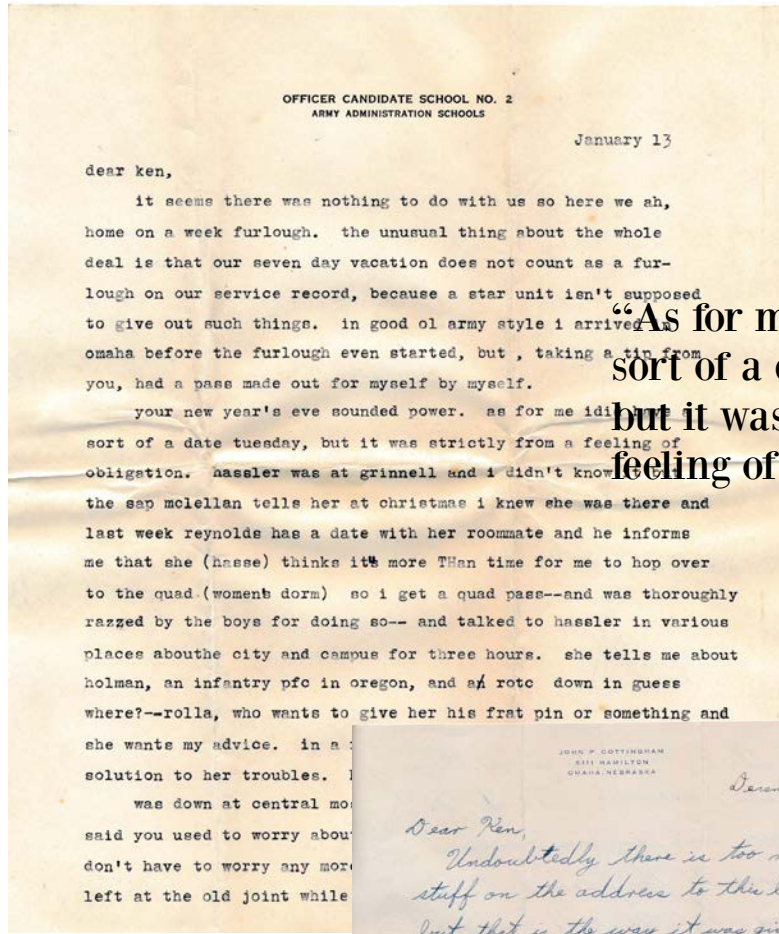 OFFICER CANDIDATE SCHOOL NO. 2
ARMY ADMINISTRATION SCHOOLS
January 13
dear ken,
it seems there was nothing to do with us so here we ah,
home on a week furlough. the unusual thing about the whole
deal is that our seven day vacation does not count as a fur-
lough on our service record, because a star unit isn't supposed
to give out such things. in good ol army style i arrived in
omaha before the furlough even started, but , taking a tip from
you, had a pass made out for myself by myself.
your new year's eve sounded power. as for me idid have a
sort of a date tuesday, but it was strictly from a feeling of
obligation. hassler was at grinnell and i didn't know
the sap mclellan tells her at christmas i knew she was there and
last week reynolds has a date with her roommate and he informs
me that she (hasse) thinks it's more THan time for me to hop over
to the quad (women's dorm) so i get a quad pass--and was thoroughly
razzed by the boys for doing so-- and talked to hassler in various
places abouthe city and campus for three hours. she tells me about
holman, an infantry pfc in oregon, and a rotc down in guess
where?--rolla, who wants to give her his frat pin or something and
she wants my advice. in a
solution to her troubles.
was down at central mo
said you used to worry abou
don't have to worry any mor
left at the old joint while
“As for m
sort of a
but it was
feeling of
JOHN P COTTINGHAM
5111 HAMILTON
OMAHA, NEBRASKA
Decem
Dear Ken,
Undoubtedly there is too
stuff on the address to this
but that is the way it was